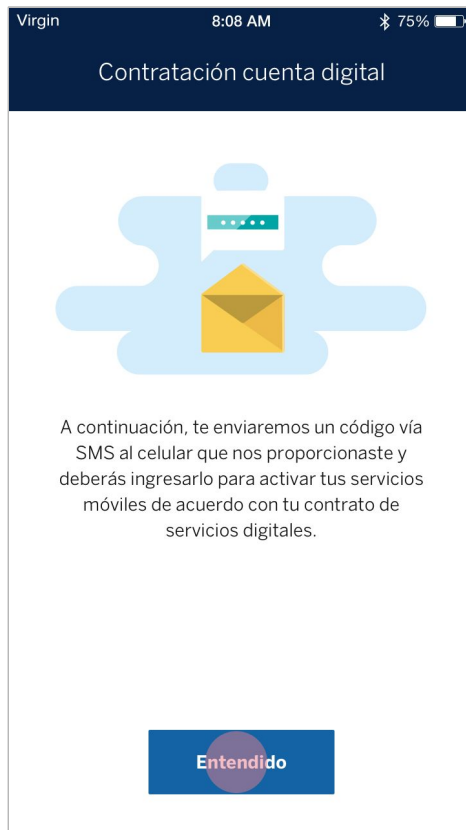 Virgin 8:08 AM 75%
Contratación cuenta digital
A continuación, te enviaremos un código vía
SMS al celular que nos proporcionaste y
deberás ingresarlo para activar tus servicios
móviles de acuerdo con tu contrato de
servicios digitales.
Entendido